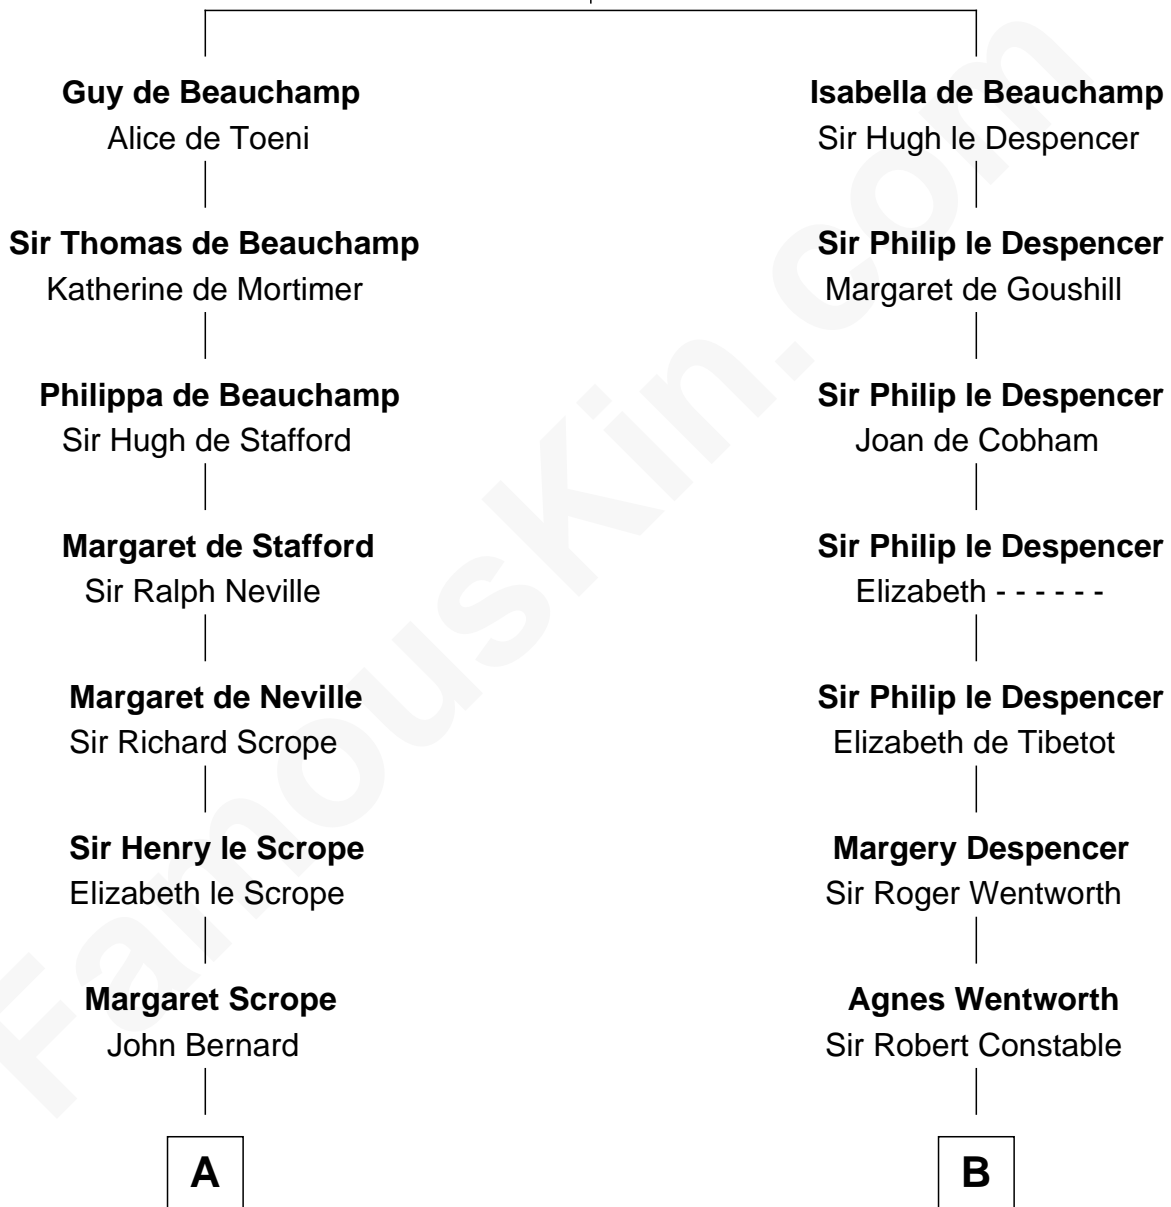 Guy de Beauchamp
Alice de Toeni
Sir Thomas de Beauchamp
Katherine de Mortimer
Philippa de Beauchamp
Sir Hugh de Stafford
Margaret de Stafford
Sir Ralph Neville
Margaret de Neville
Sir Richard Scrope
Sir Henry le Scrope
Elizabeth le Scrope
Margaret Scrope
John Bernard
A
Isabella de Beauchamp
Sir Hugh le Despencer
Sir Philip le Despencer
Margaret de Goushill
Sir Philip le Despencer
Joan de Cobham
Sir Philip le Despencer
Elizabeth - - - - - -
Sir Philip le Despencer
Elizabeth de Tibetot
Margery Despencer
Sir Roger Wentworth
Agnes Wentworth
Sir Robert Constable
B
FamousKin.com